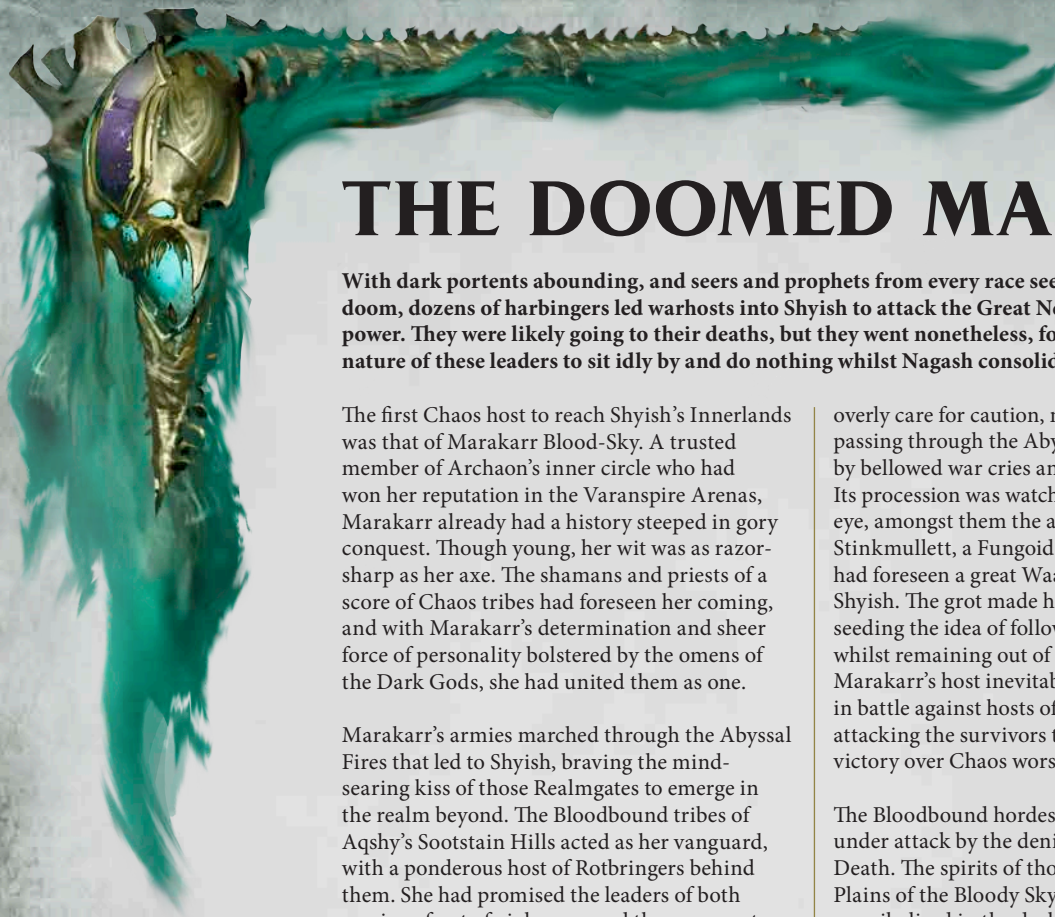 THE DOOMED MA
With dark portents abounding, and seers and prophets from every race see
doom, dozens of harbingers led warhosts into Shyish to attack the Great Ne
power. They were likely going to their deaths, but they went nonetheless, fo
nature of these leaders to sit idly by and do nothing whilst Nagash consolid
The first Chaos host to reach Shyish’s Innerlands
was that of Marakarr Blood-Sky. A trusted
member of Archaon’s inner circle who had
won her reputation in the Varanspire Arenas,
Marakarr already had a history steeped in gory
conquest. Though young, her wit was as razor-
sharp as her axe. The shamans and priests of a
score of Chaos tribes had foreseen her coming,
and with Marakarr’s determination and sheer
force of personality bolstered by the omens of
the Dark Gods, she had united them as one.
Marakarr’s armies marched through the Abyssal
Fires that led to Shyish, braving the mind-
searing kiss of those Realmgates to emerge in
the realm beyond. The Bloodbound tribes of
Aqshy’s Sootstain Hills acted as her vanguard,
with a ponderous host of Rotbringers behind
them. She had promised the leaders of both
overly care for caution,
passing through the Aby
by bellowed war cries an
Its procession was watch
eye, amongst them the a
Stinkmullett, a Fungoid
had foreseen a great Waa
Shyish. The grot made h
seeding the idea of follow
whilst remaining out of
Marakarr’s host inevitab
in battle against hosts of
attacking the survivors t
victory over Chaos wors
The Bloodbound hordes
under attack by the deni
Death. The spirits of tho
Plains of the Bloody Sky